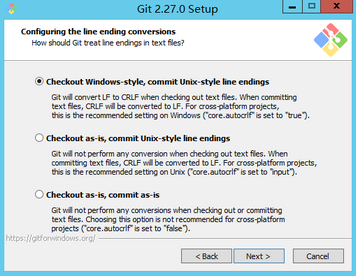 Git 2.27.0 Setup
Configuring the line ending conversions
How should Git treat line endings in text files?
Checkout Windows-style, commit Unix-style line endings
Git will convert LF to CRLF when checking out text files. When committing
text files, CRLF will be converted to LF. For cross-platform projects,
this is the recommended setting on Windows ("core.autocrlf" is set to "true").
Checkout as-is, commit Unix-style line endings
Git will not perform any conversion when checking out text files. When
committing text files, CRLF will be converted to LF. For cross-platform projects,
this is the recommended setting on Unix ("core.autocrlf" is set to "input").
Checkout as-is, commit as-is
Git will not perform any conversions when checking out or committing
text files. Choosing this option is not recommended for cross-platform
projects ("core.autocrlf" is set to "false").
https://gitforwindows.org/
< Back
Next >
Cancel